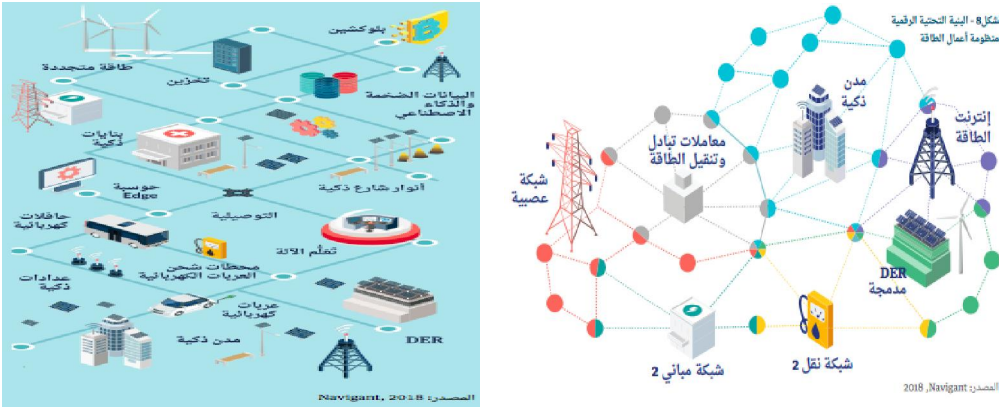 بلوكشين
طاقة متجددة
تخزين
البيانات الضخمة
والذكاء
الاصطناعي
بنايات
ذكية
أنوار شارع ذكية
حوسبة
Edge
التوصيلية
حافلات
كهربائية
تعلُّم الآلة
محطات شحن
العربات الكهربائية
عدادات
ذكية
عربات
كهربائية
مدن ذكية
DER
المصدر: Navigant, 2018
شكل8 - البنية التحتية الرقمية
منظومة أعمال الطاقة
مدن
ذكية
إنترنت
الطاقة
معاملات تبادل
وتنقيل الطاقة
شبكة
عصبية
DER
مدمجة
شبكة نقل 2
شبكة مباني 2
المصدر: Navigant, 2018